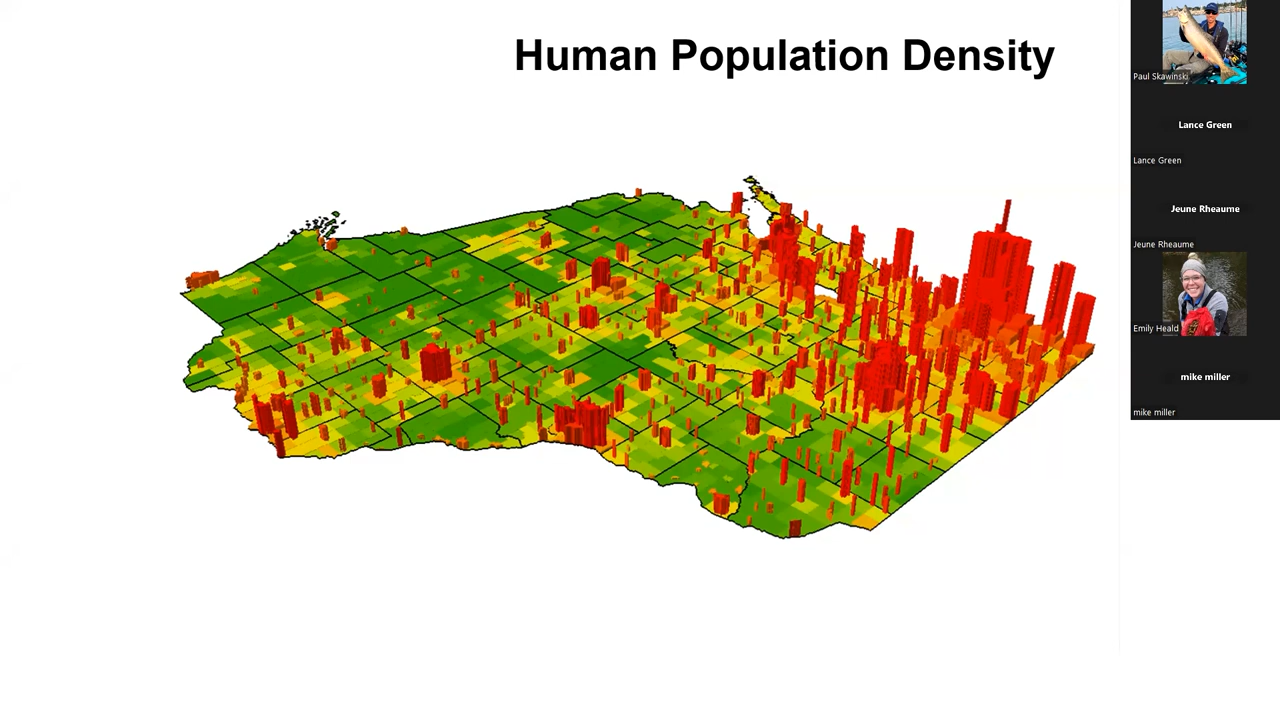 Human Population Density
Paul Skawinski
Lance Green
Lance Green
Jeune Rheaume
Jeune Rheaume
Emily Heald
mike miller
mike miller